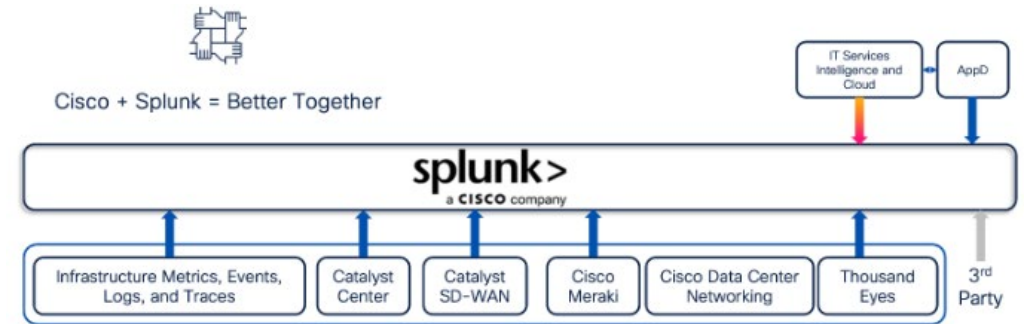 IT Services
Intelligence and
Cloud
AppD
Cisco + Splunk = Better Together
splunk>
a CISCO company
Infrastructure Metrics, Events,
Logs, and Traces
Catalyst
Center
Catalyst
SD-WAN
Cisco
Meraki
Cisco Data Center
Networking
Thousand
Eyes
3rd
Party